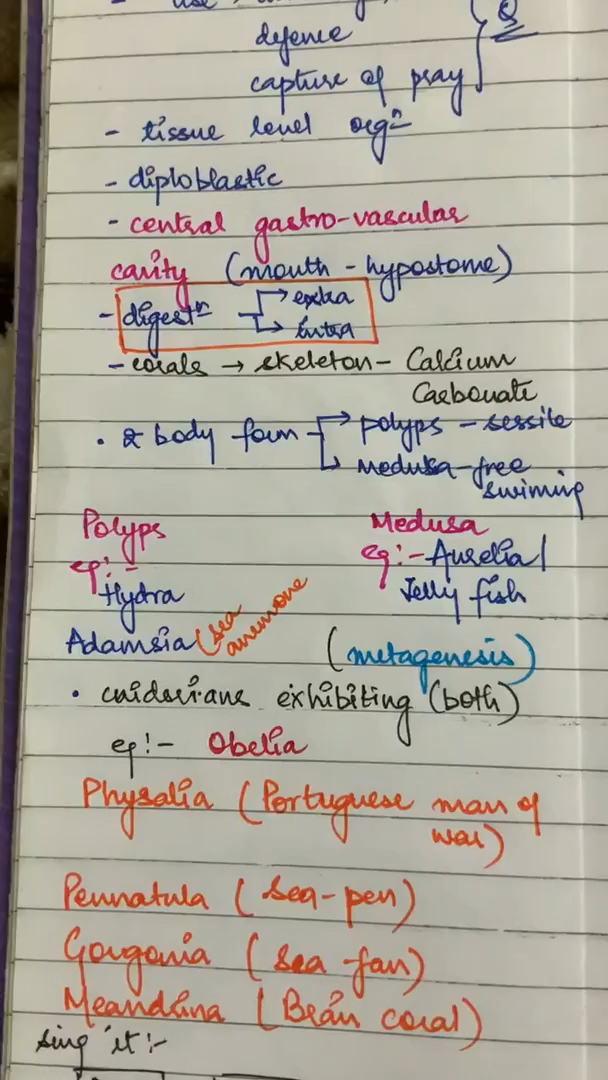 defense
capture of pray
- tissue level orgⁿ
- diploblastic
- central gastro-vascular
cavity (mouth - hypostome)
- digestⁿ → extra
→ intra
- corals → skeleton - Calcium
Carbonate
• 2 body form → polyps - sessile
→ medusa - free
swiming
Polyps Medusa
eg:- eg:- Aurelia/
Hydra Jelly fish
Adamsia (sea anemone
(metagenesis)
• cnidarians exhibiting (both)
eg:- Obelia
Physalia (Portuguese man of
war)
Pennatula (sea-pen)
Gorgonia (sea-fan)
Meandrina (Brain coral)
sing it:-